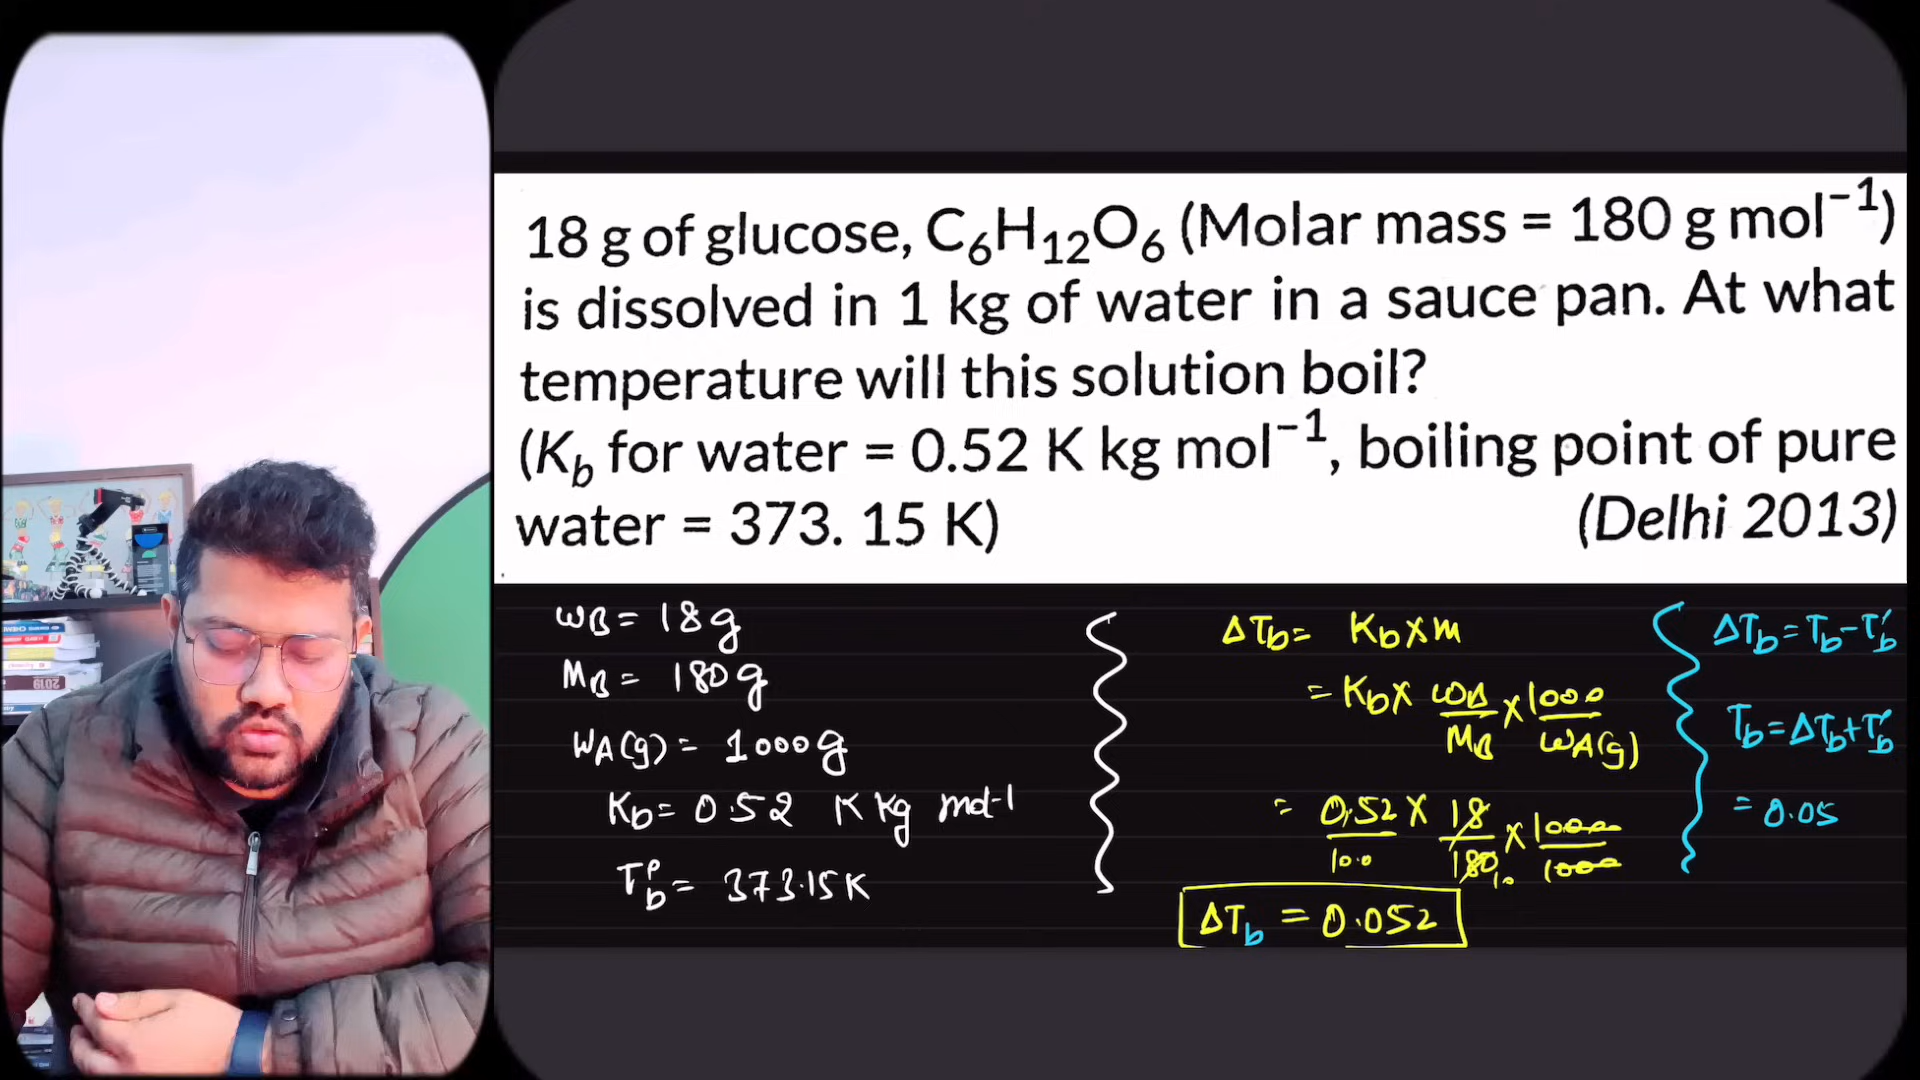 18 g of glucose, C₆H₁₂O₆ (Molar mass = 180 g mol⁻¹)
is dissolved in 1 kg of water in a sauce pan. At what
temperature will this solution boil?
(K_b for water = 0.52 K kg mol⁻¹, boiling point of pure
water = 373. 15 K)
(Delhi 2013)
WB = 18g
MB = 180g
WA(g) = 1000g
Kb = 0.52 K Kg mol-1
T°b = 373.15K
ΔTb = Kb x m
= Kb x WB/MB x 1000/WA(g)
= 0.52/100 x 18/180 10 x 1000/1000
ΔTb = 0.052
ΔTb = Tb - T°b
Tb = ΔTb + T°b
= 0.05
2019